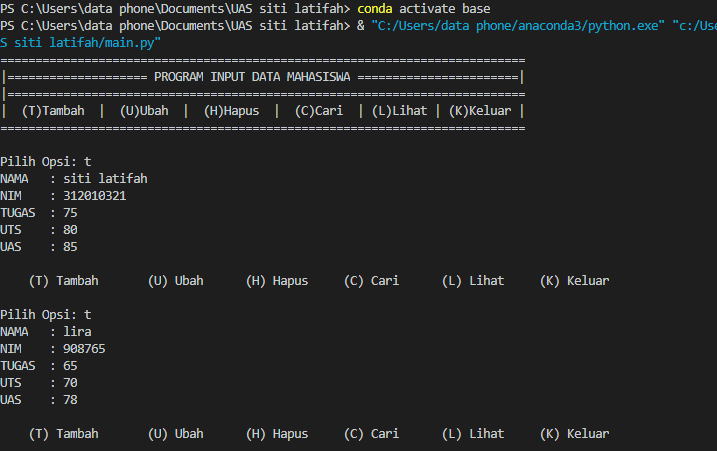 PS C:\Users\data phone\Documents\UAS siti latifah> conda activate base
PS C:\Users\data phone\Documents\UAS siti latifah> & "C:/Users/data phone/anaconda3/python.exe" "c:/Use
S siti latifah/main.py"
===========================================================================
|==================== PROGRAM INPUT DATA MAHASISWA =======================|
|==========================================================================
|  (T)Tambah  |  (U)Ubah  |  (H)Hapus  |  (C)Cari  | (L)Lihat | (K)Keluar |
===========================================================================
Pilih Opsi: t
NAMA   : siti latifah
NIM    : 312010321
TUGAS  : 75
UTS    : 80
UAS    : 85
(T) Tambah       (U) Ubah      (H) Hapus     (C) Cari      (L) Lihat     (K) Keluar
Pilih Opsi: t
NAMA   : lira
NIM    : 908765
TUGAS  : 65
UTS    : 70
UAS    : 78
(T) Tambah       (U) Ubah      (H) Hapus     (C) Cari      (L) Lihat     (K) Keluar